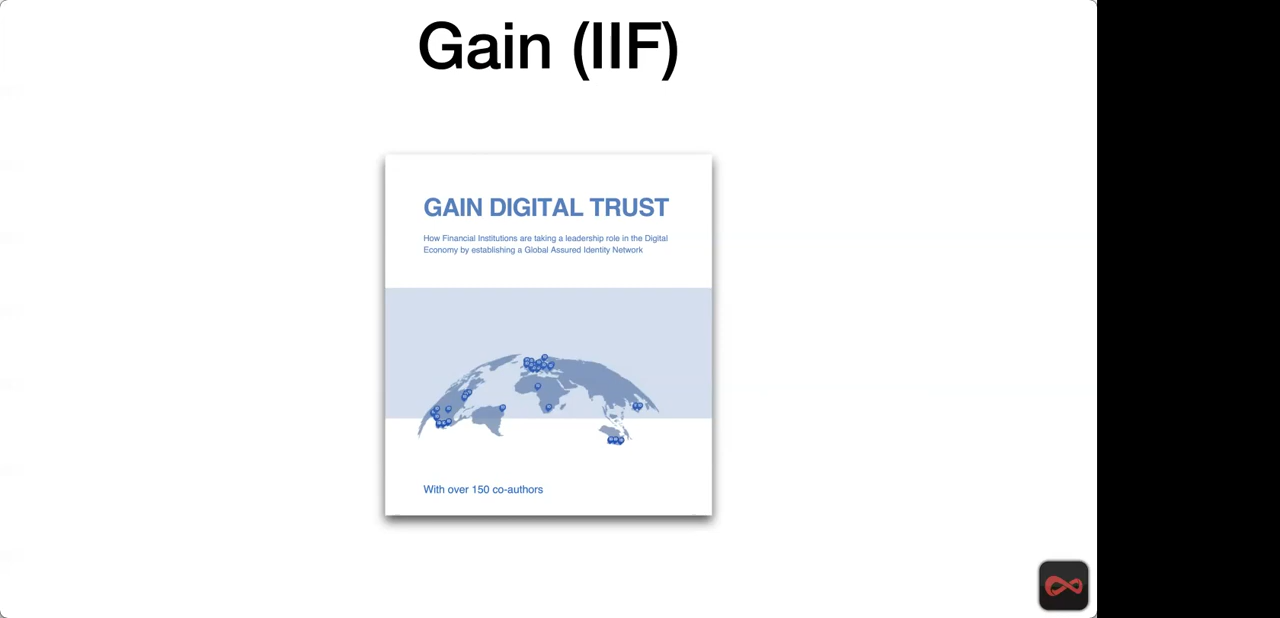 Gain (IIF)
GAIN DIGITAL TRUST
How Financial Institutions are taking a leadership role in the Digital
Economy by establishing a Global Assured Identity Network
With over 150 co-authors